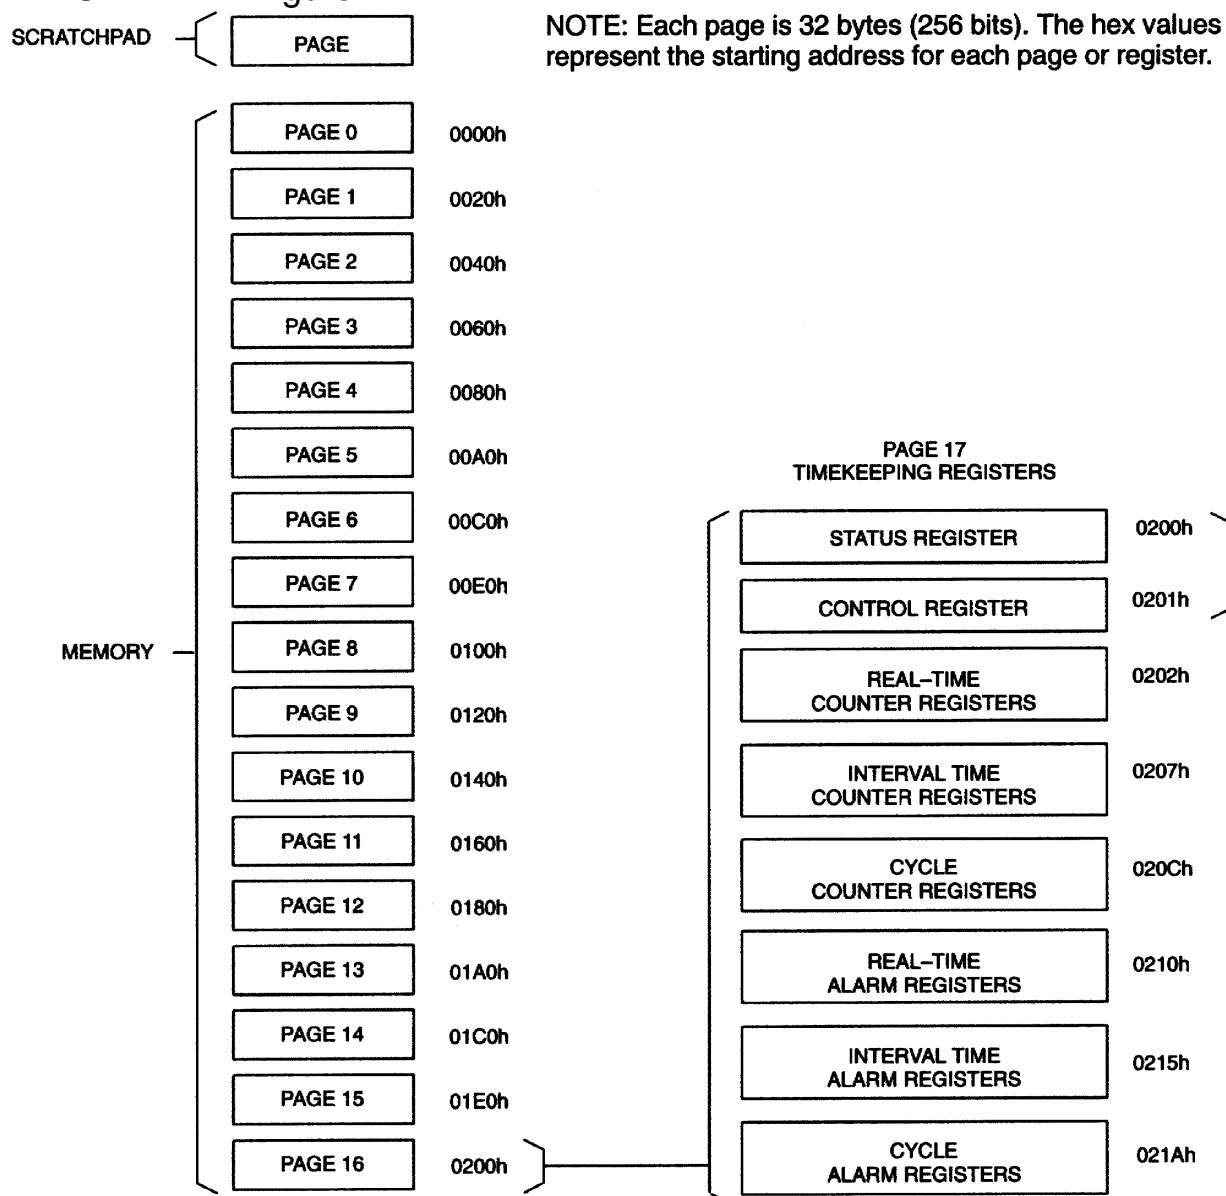 SCRATCHPAD
PAGE
NOTE: Each page is 32 bytes (256 bits). The hex values
represent the starting address for each page or register.
PAGE 0 0000h
PAGE 1 0020h
PAGE 2 0040h
PAGE 3 0060h
PAGE 4 0080h
PAGE 5 00A0h
PAGE 6 00C0h
PAGE 7 00E0h
MEMORY
PAGE 8 0100h
PAGE 9 0120h
PAGE 10 0140h
PAGE 11 0160h
PAGE 12 0180h
PAGE 13 01A0h
PAGE 14 01C0h
PAGE 15 01E0h
PAGE 16 0200h
PAGE 17
TIMEKEEPING REGISTERS
STATUS REGISTER 0200h
CONTROL REGISTER 0201h
REAL–TIME 0202h
COUNTER REGISTERS
INTERVAL TIME 0207h
COUNTER REGISTERS
CYCLE 020Ch
COUNTER REGISTERS
REAL–TIME 0210h
ALARM REGISTERS
INTERVAL TIME 0215h
ALARM REGISTERS
CYCLE 021Ah
ALARM REGISTERS